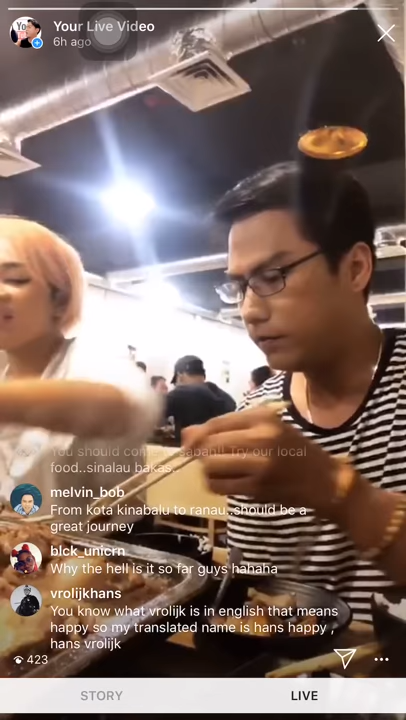 Your Live Video
6h ago
You should come to sabah!! Try our local
food..sinalau bakas..
melvin_bob
From kota kinabalu to ranau..should be a
great journey
blck_unicrn
Why the hell is it so far guys hahaha
vrolijkhans
You know what vrolijk is in english that means
happy so my translated name is hans happy ,
hans vrolijk
423
STORY
LIVE